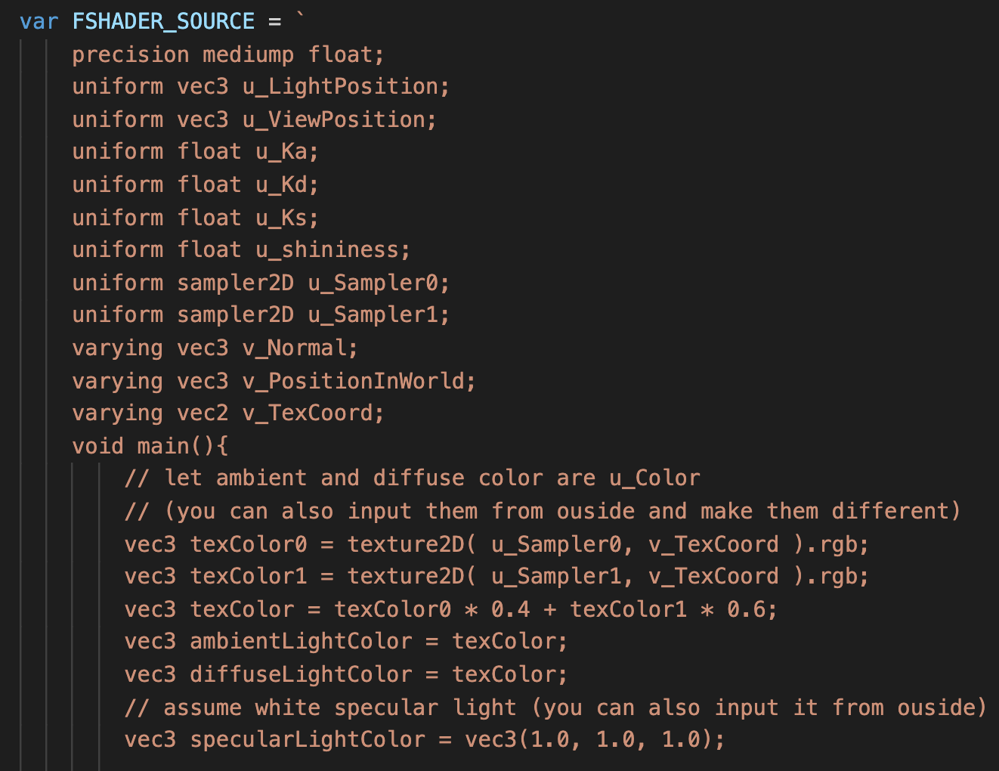 var FSHADER_SOURCE = `
precision mediump float;
uniform vec3 u_LightPosition;
uniform vec3 u_ViewPosition;
uniform float u_Ka;
uniform float u_Kd;
uniform float u_Ks;
uniform float u_shininess;
uniform sampler2D u_Sampler0;
uniform sampler2D u_Sampler1;
varying vec3 v_Normal;
varying vec3 v_PositionInWorld;
varying vec2 v_TexCoord;
void main(){
// let ambient and diffuse color are u_Color
// (you can also input them from ouside and make them different)
vec3 texColor0 = texture2D( u_Sampler0, v_TexCoord ).rgb;
vec3 texColor1 = texture2D( u_Sampler1, v_TexCoord ).rgb;
vec3 texColor = texColor0 * 0.4 + texColor1 * 0.6;
vec3 ambientLightColor = texColor;
vec3 diffuseLightColor = texColor;
// assume white specular light (you can also input it from ouside)
vec3 specularLightColor = vec3(1.0, 1.0, 1.0);